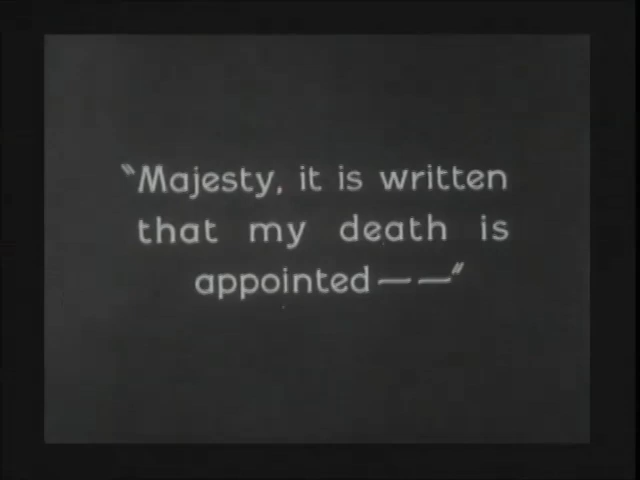 "Majesty, it is written
that my death is
appointed — —"